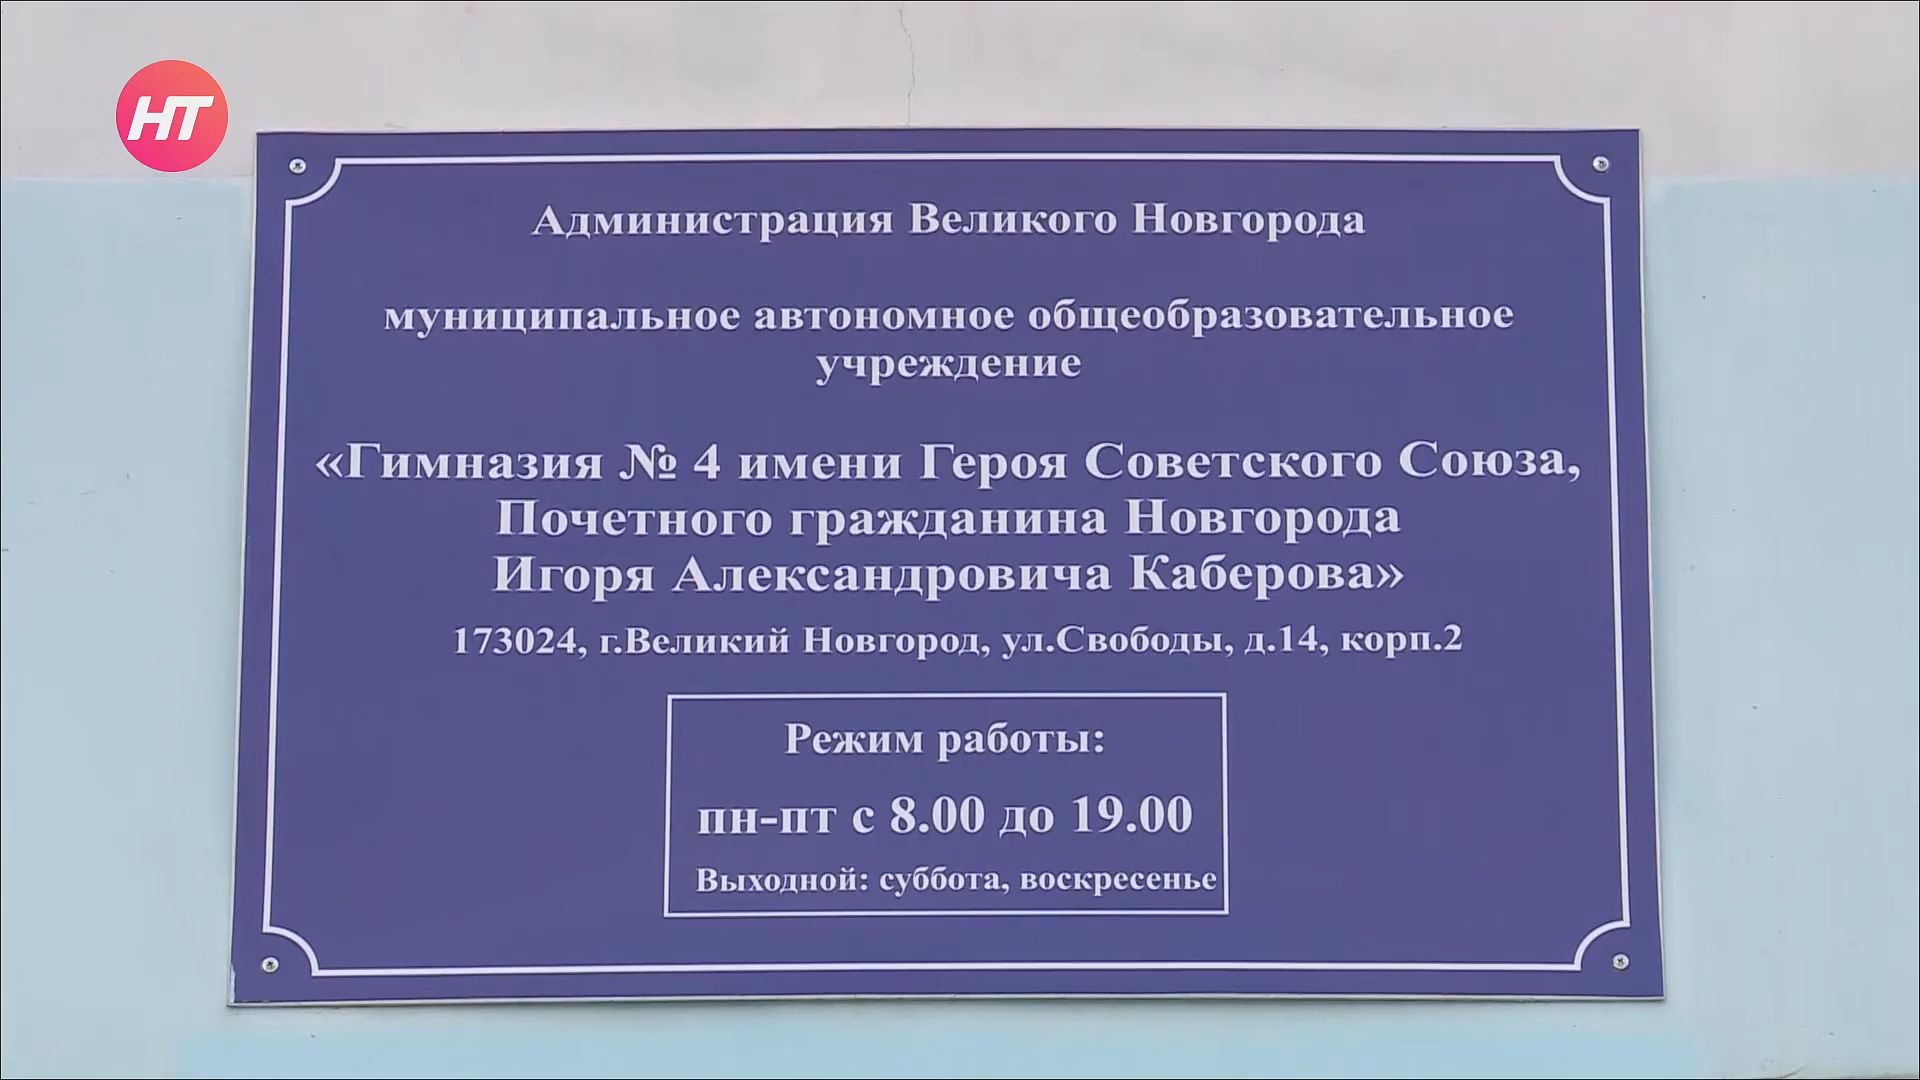 НТ
Администрация Великого Новгорода
муниципальное автономное общеобразовательное
учреждение
«Гимназия № 4 имени Героя Советского Союза,
Почетного гражданина Новгорода
Игоря Александровича Каберова»
173024, г.Великий Новгород, ул.Свободы, д.14, корп.2
Режим работы:
пн-пт с 8.00 до 19.00
Выходной: суббота, воскресенье